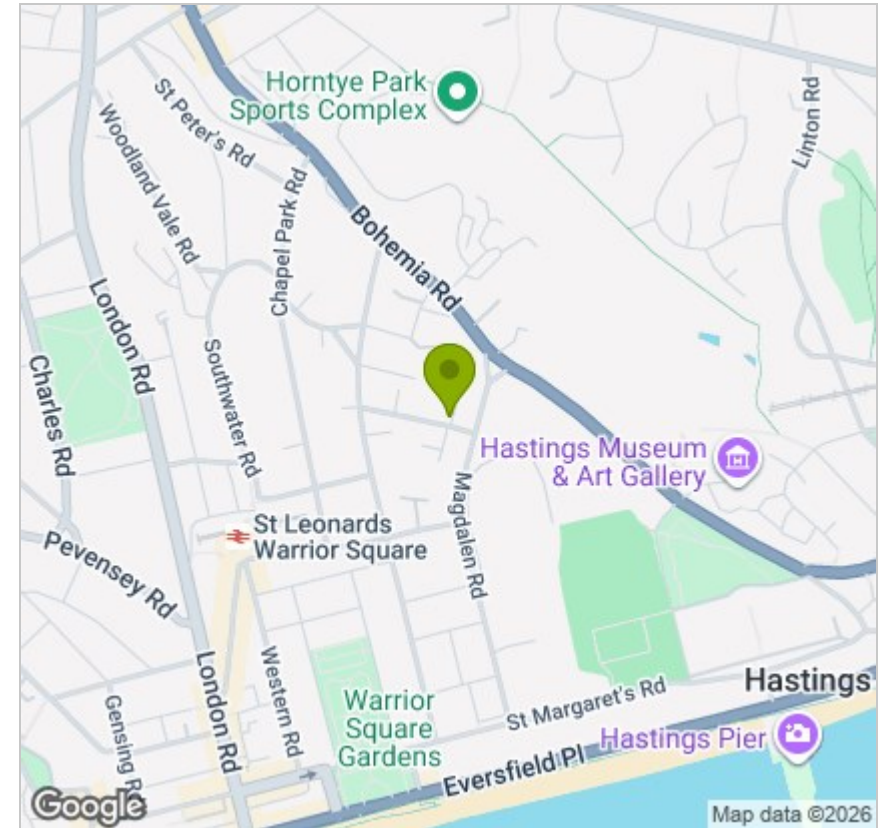 Horntye Park
Sports Complex
Linton Rd
St Peter's Rd
Woodland Vale Rd
Chapel Park Rd
Bohemia Rd
London Rd
Southwater Rd
Charles Rd
Hastings Museum
& Art Gallery
Magdalen Rd
St Leonards
Warrior Square
Pevensey Rd
London Rd
Western Rd
Gensing Rd
Warrior
Square
Gardens
St Margaret's Rd
Hastings
Hastings Pier
Eversfield Pl
Google
Map data ©2026